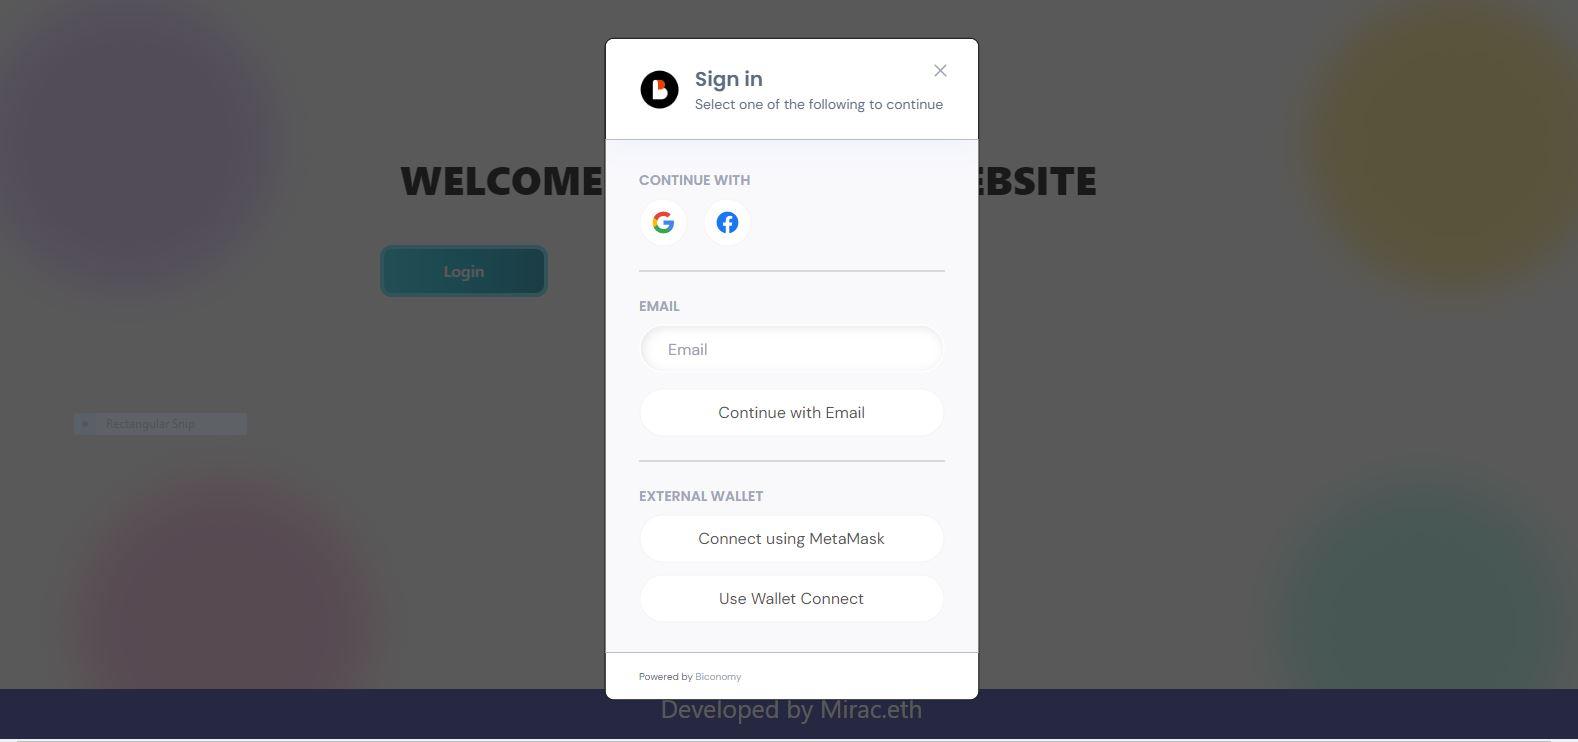 Sign in
Select one of the following to continue
WELCOME EBSITE
CONTINUE WITH
Login
EMAIL
Email
Continue with Email
Rectangular Snip
EXTERNAL WALLET
Connect using MetaMask
Use Wallet Connect
Powered by Biconomy
Developed by Mirac.eth